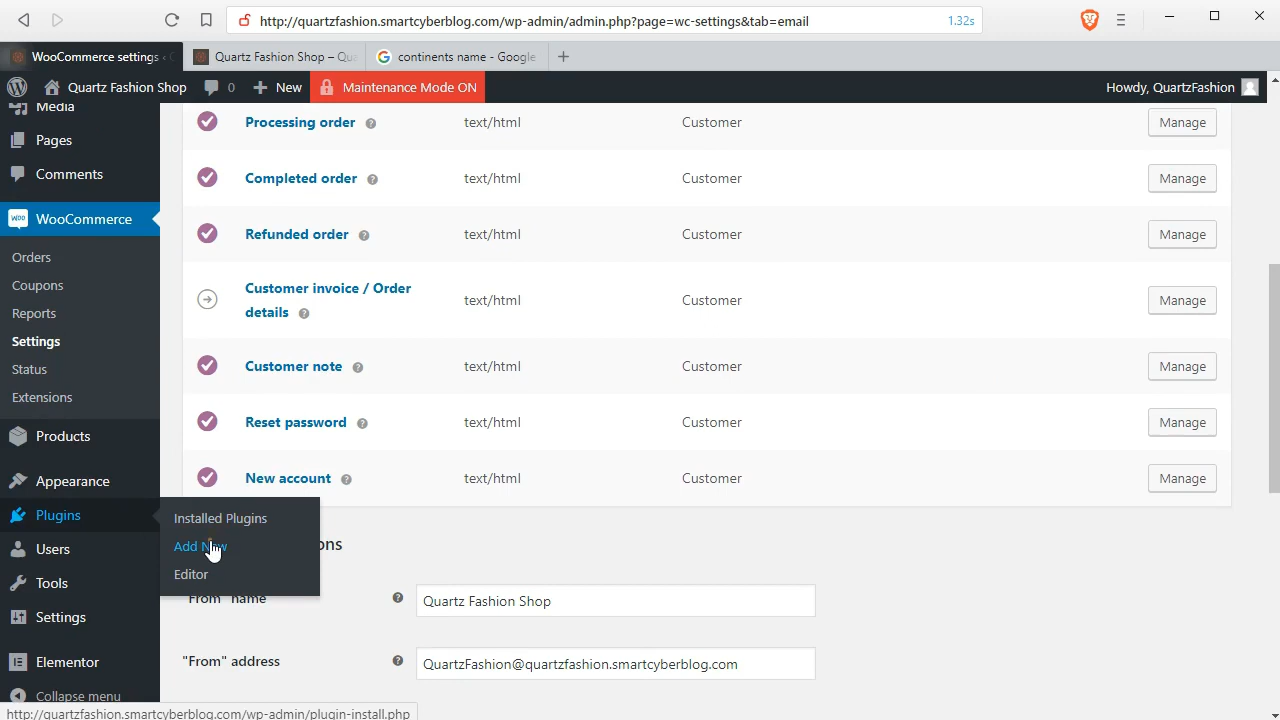 http://quartzfashion.smartcyberblog.com/wp-admin/admin.php?page=wc-settings&tab=email
1.32s
WooCommerce settings
Quartz Fashion Shop –
continents name - Google
Quartz Fashion Shop
0
New
Maintenance Mode ON
Howdy, QuartzFashion
Media
Pages
Comments
WooCommerce
Orders
Coupons
Reports
Settings
Status
Extensions
Products
Appearance
Plugins
Users
Tools
Settings
Elementor
Collapse menu
Installed Plugins
Add New
Editor
Processing order text/html Customer Manage
Completed order text/html Customer Manage
Refunded order text/html Customer Manage
Customer invoice / Order
details text/html Customer Manage
Customer note text/html Customer Manage
Reset password text/html Customer Manage
New account text/html Customer Manage
"From" name Quartz Fashion Shop
"From" address QuartzFashion@quartzfashion.smartcyberblog.com
http://quartzfashion.smartcyberblog.com/wp-admin/plugin-install.php